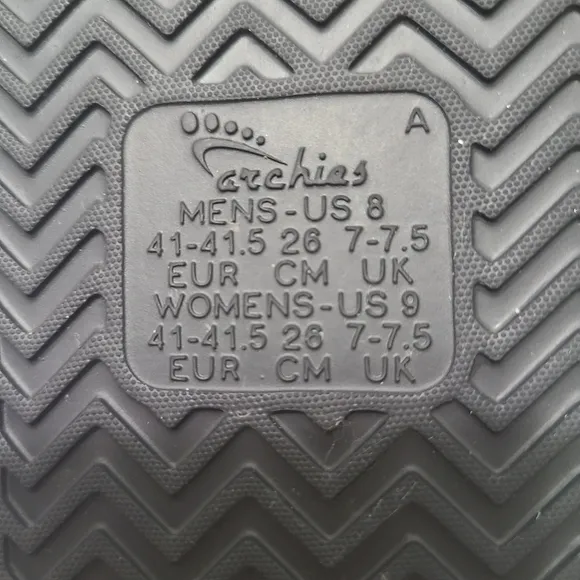 A
archies
MENS-US 8
41-41.5 26 7-7.5
EUR CM UK
WOMENS-US 9
41-41.5 26 7-7.5
EUR CM UK